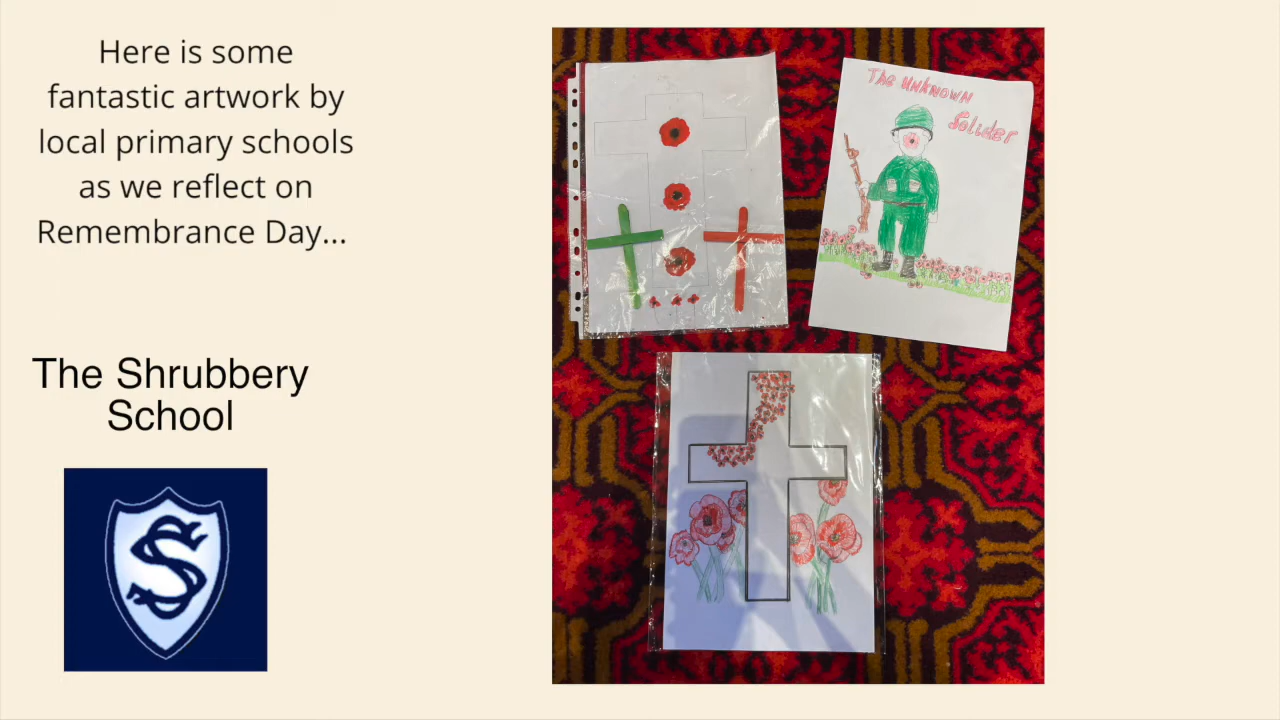 Here is some
fantastic artwork by
local primary schools
as we reflect on
Remembrance Day...
The Shrubbery
School
SS
The UNKNOWN
Solider